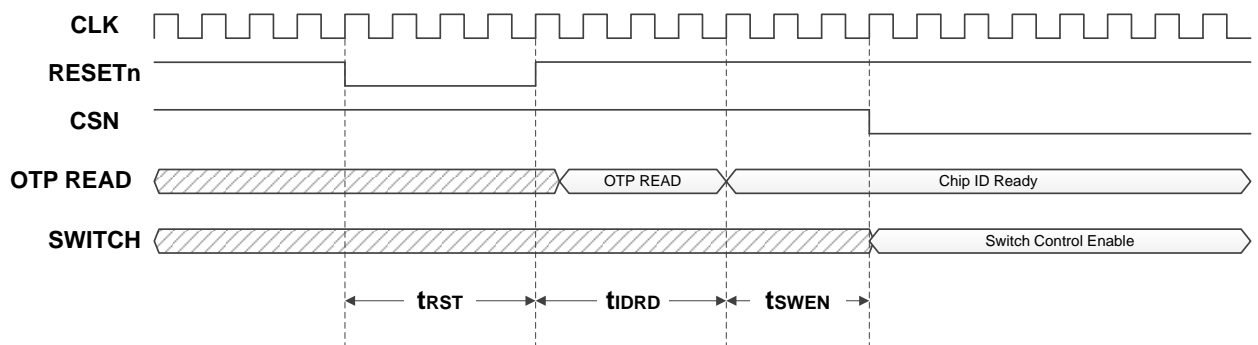 CLK
RESETn
CSN
OTP READ OTP READ Chip ID Ready
SWITCH Switch Control Enable
tRST tIDRD tSWEN